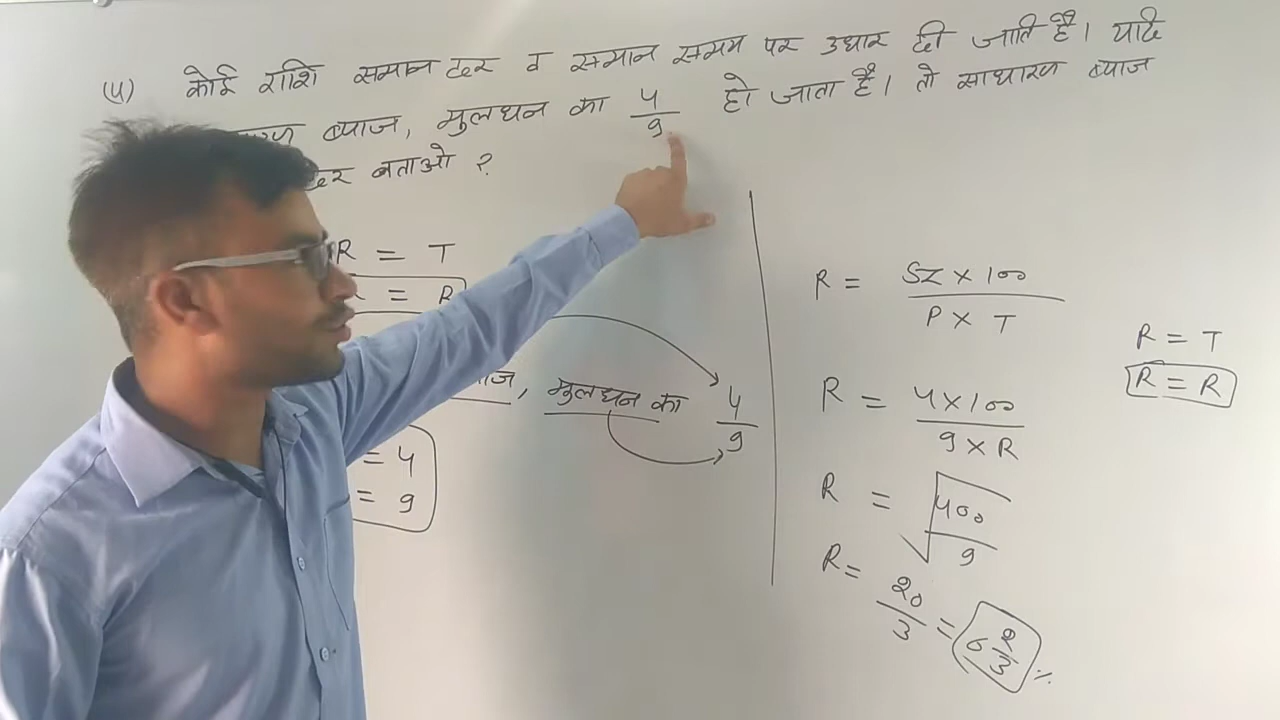 (4) कोई राशि समान दर व समान समय पर उधार दी जाति है। यदि
ब्याज, मुलधन का 4/9 हो जाता है। तो साधारण ब्याज
दर बताओ ?
R = T
= R
मुलधन का 4/9
= 4
= 9
R = SI × 100 / P × T
R = 4 × 100 / 9 × R
R = √400/9
R = 20/3 = 6 2/3 %
R = T
R = R